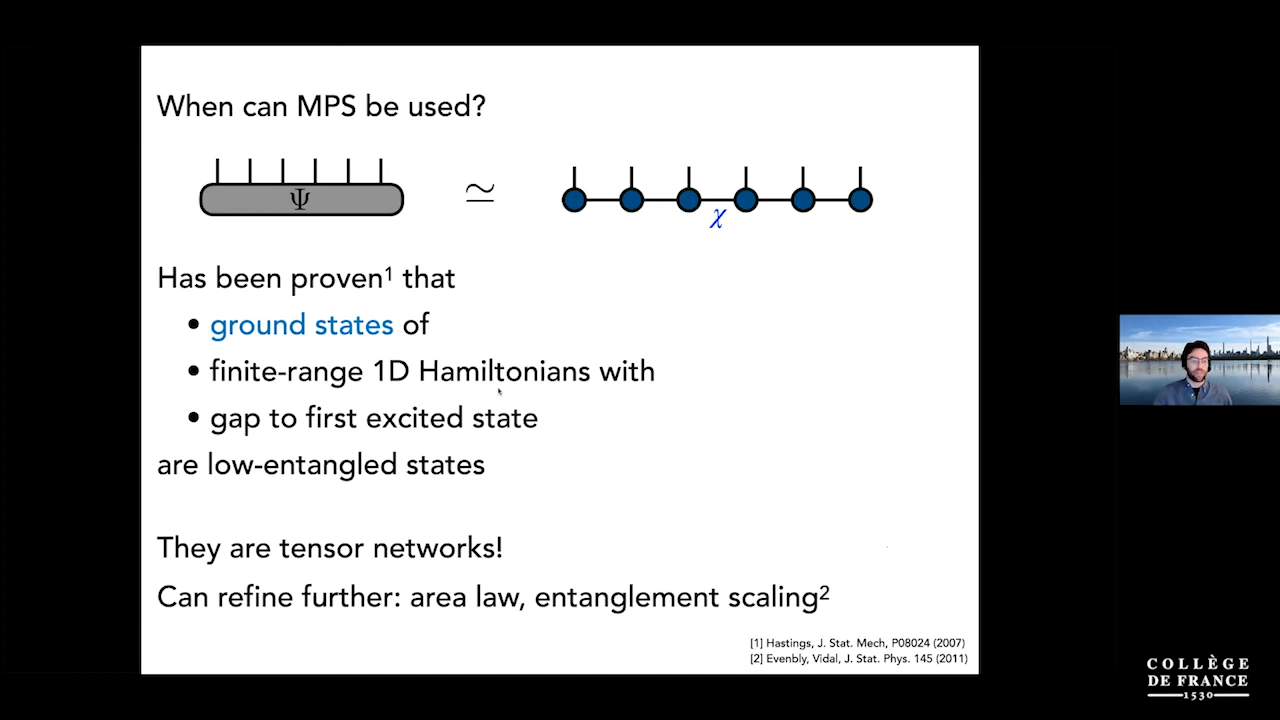 When can MPS be used?
Ψ
≃
χ
Has been proven¹ that
• ground states of
• finite-range 1D Hamiltonians with
• gap to first excited state
are low-entangled states
They are tensor networks!
Can refine further: area law, entanglement scaling²
[1] Hastings, J. Stat. Mech, P08024 (2007)
[2] Evenbly, Vidal, J. Stat. Phys. 145 (2011)
COLLÈGE
DE FRANCE
1530